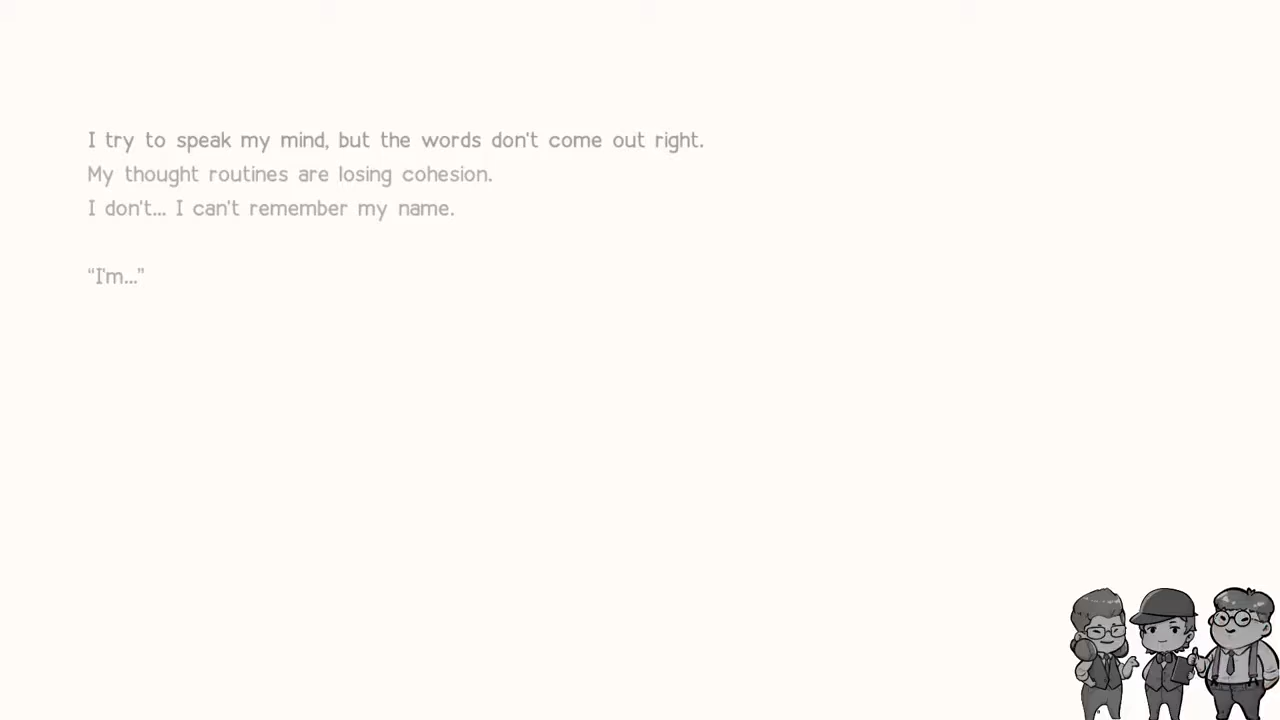 I try to speak my mind, but the words don't come out right.
My thought routines are losing cohesion.
I don't... I can't remember my name.
“I'm...”